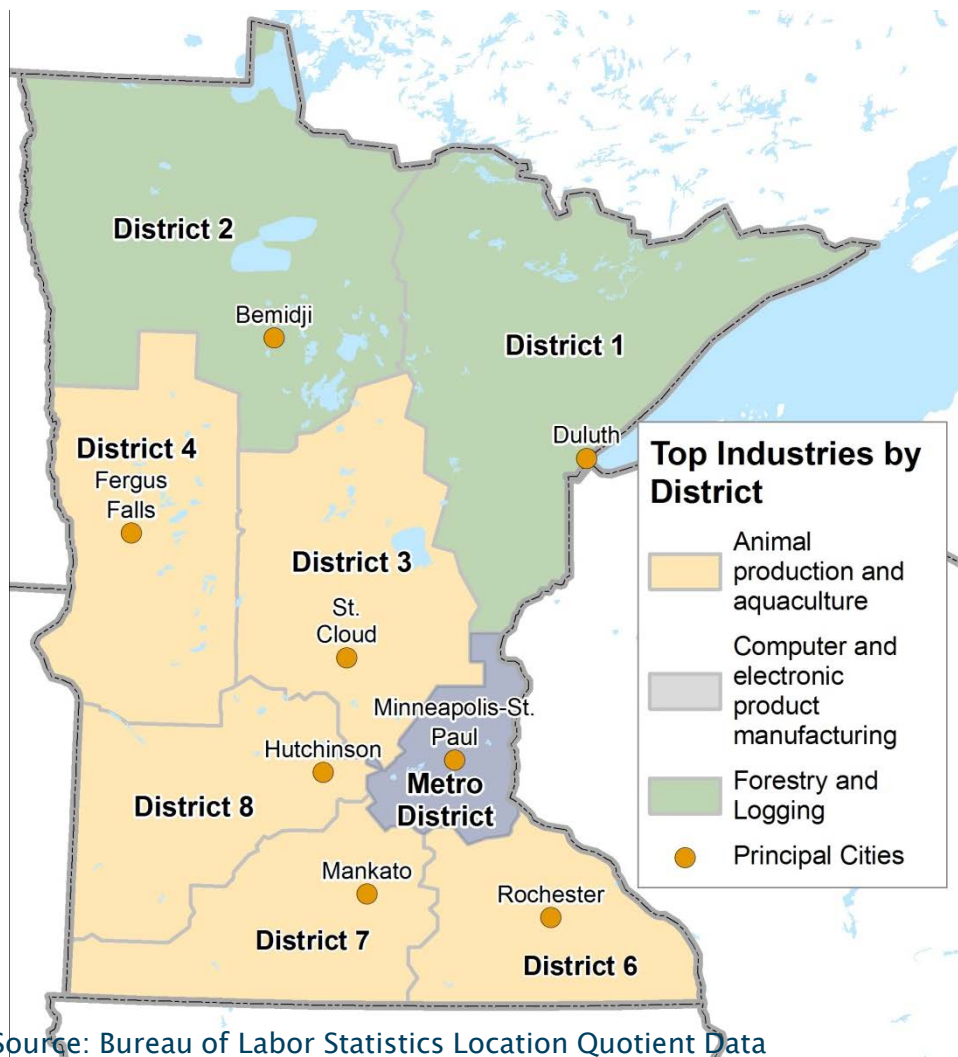 District 2
Bemidji
District 1
Duluth
District 4
Fergus
Falls
District 3
St.
Cloud
Minneapolis-St.
Paul
Metro
District
Hutchinson
District 8
Mankato
District 7
Rochester
District 6
Top Industries by
District
Animal
production and
aquaculture
Computer and
electronic
product
manufacturing
Forestry and
Logging
Principal Cities
Source: Bureau of Labor Statistics Location Quotient Data